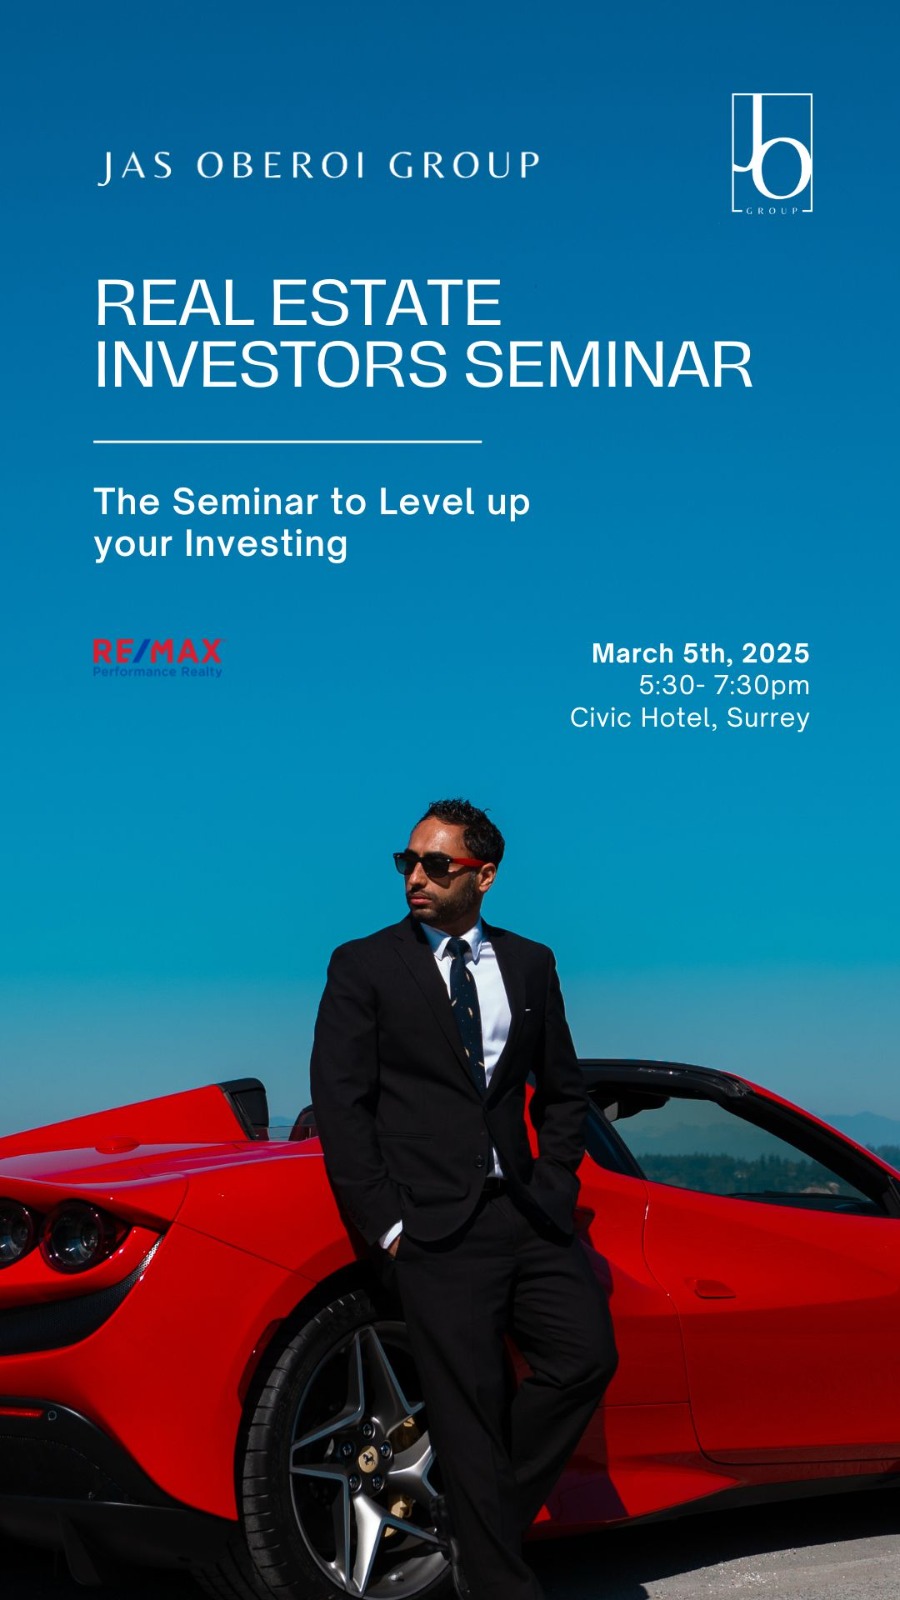 JAS OBEROI GROUP
JO
GROUP
REAL ESTATE
INVESTORS SEMINAR
The Seminar to Level up
your Investing
RE/MAX
Performance Realty
March 5th, 2025
5:30- 7:30pm
Civic Hotel, Surrey